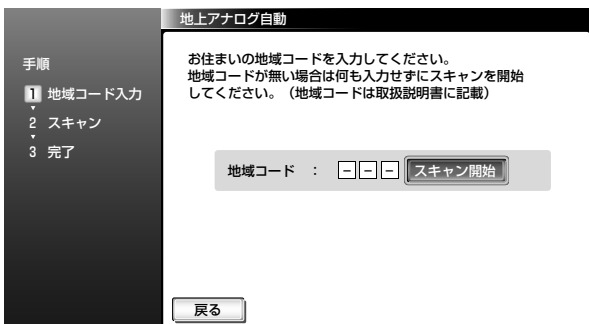 地上アナログ自動
手順
1 地域コード入力
2 スキャン
3 完了
お住まいの地域コードを入力してください。
地域コードが無い場合は何も入力せずにスキャンを開始
してください。（地域コードは取扱説明書に記載）
地域コード ： － － － スキャン開始
戻る